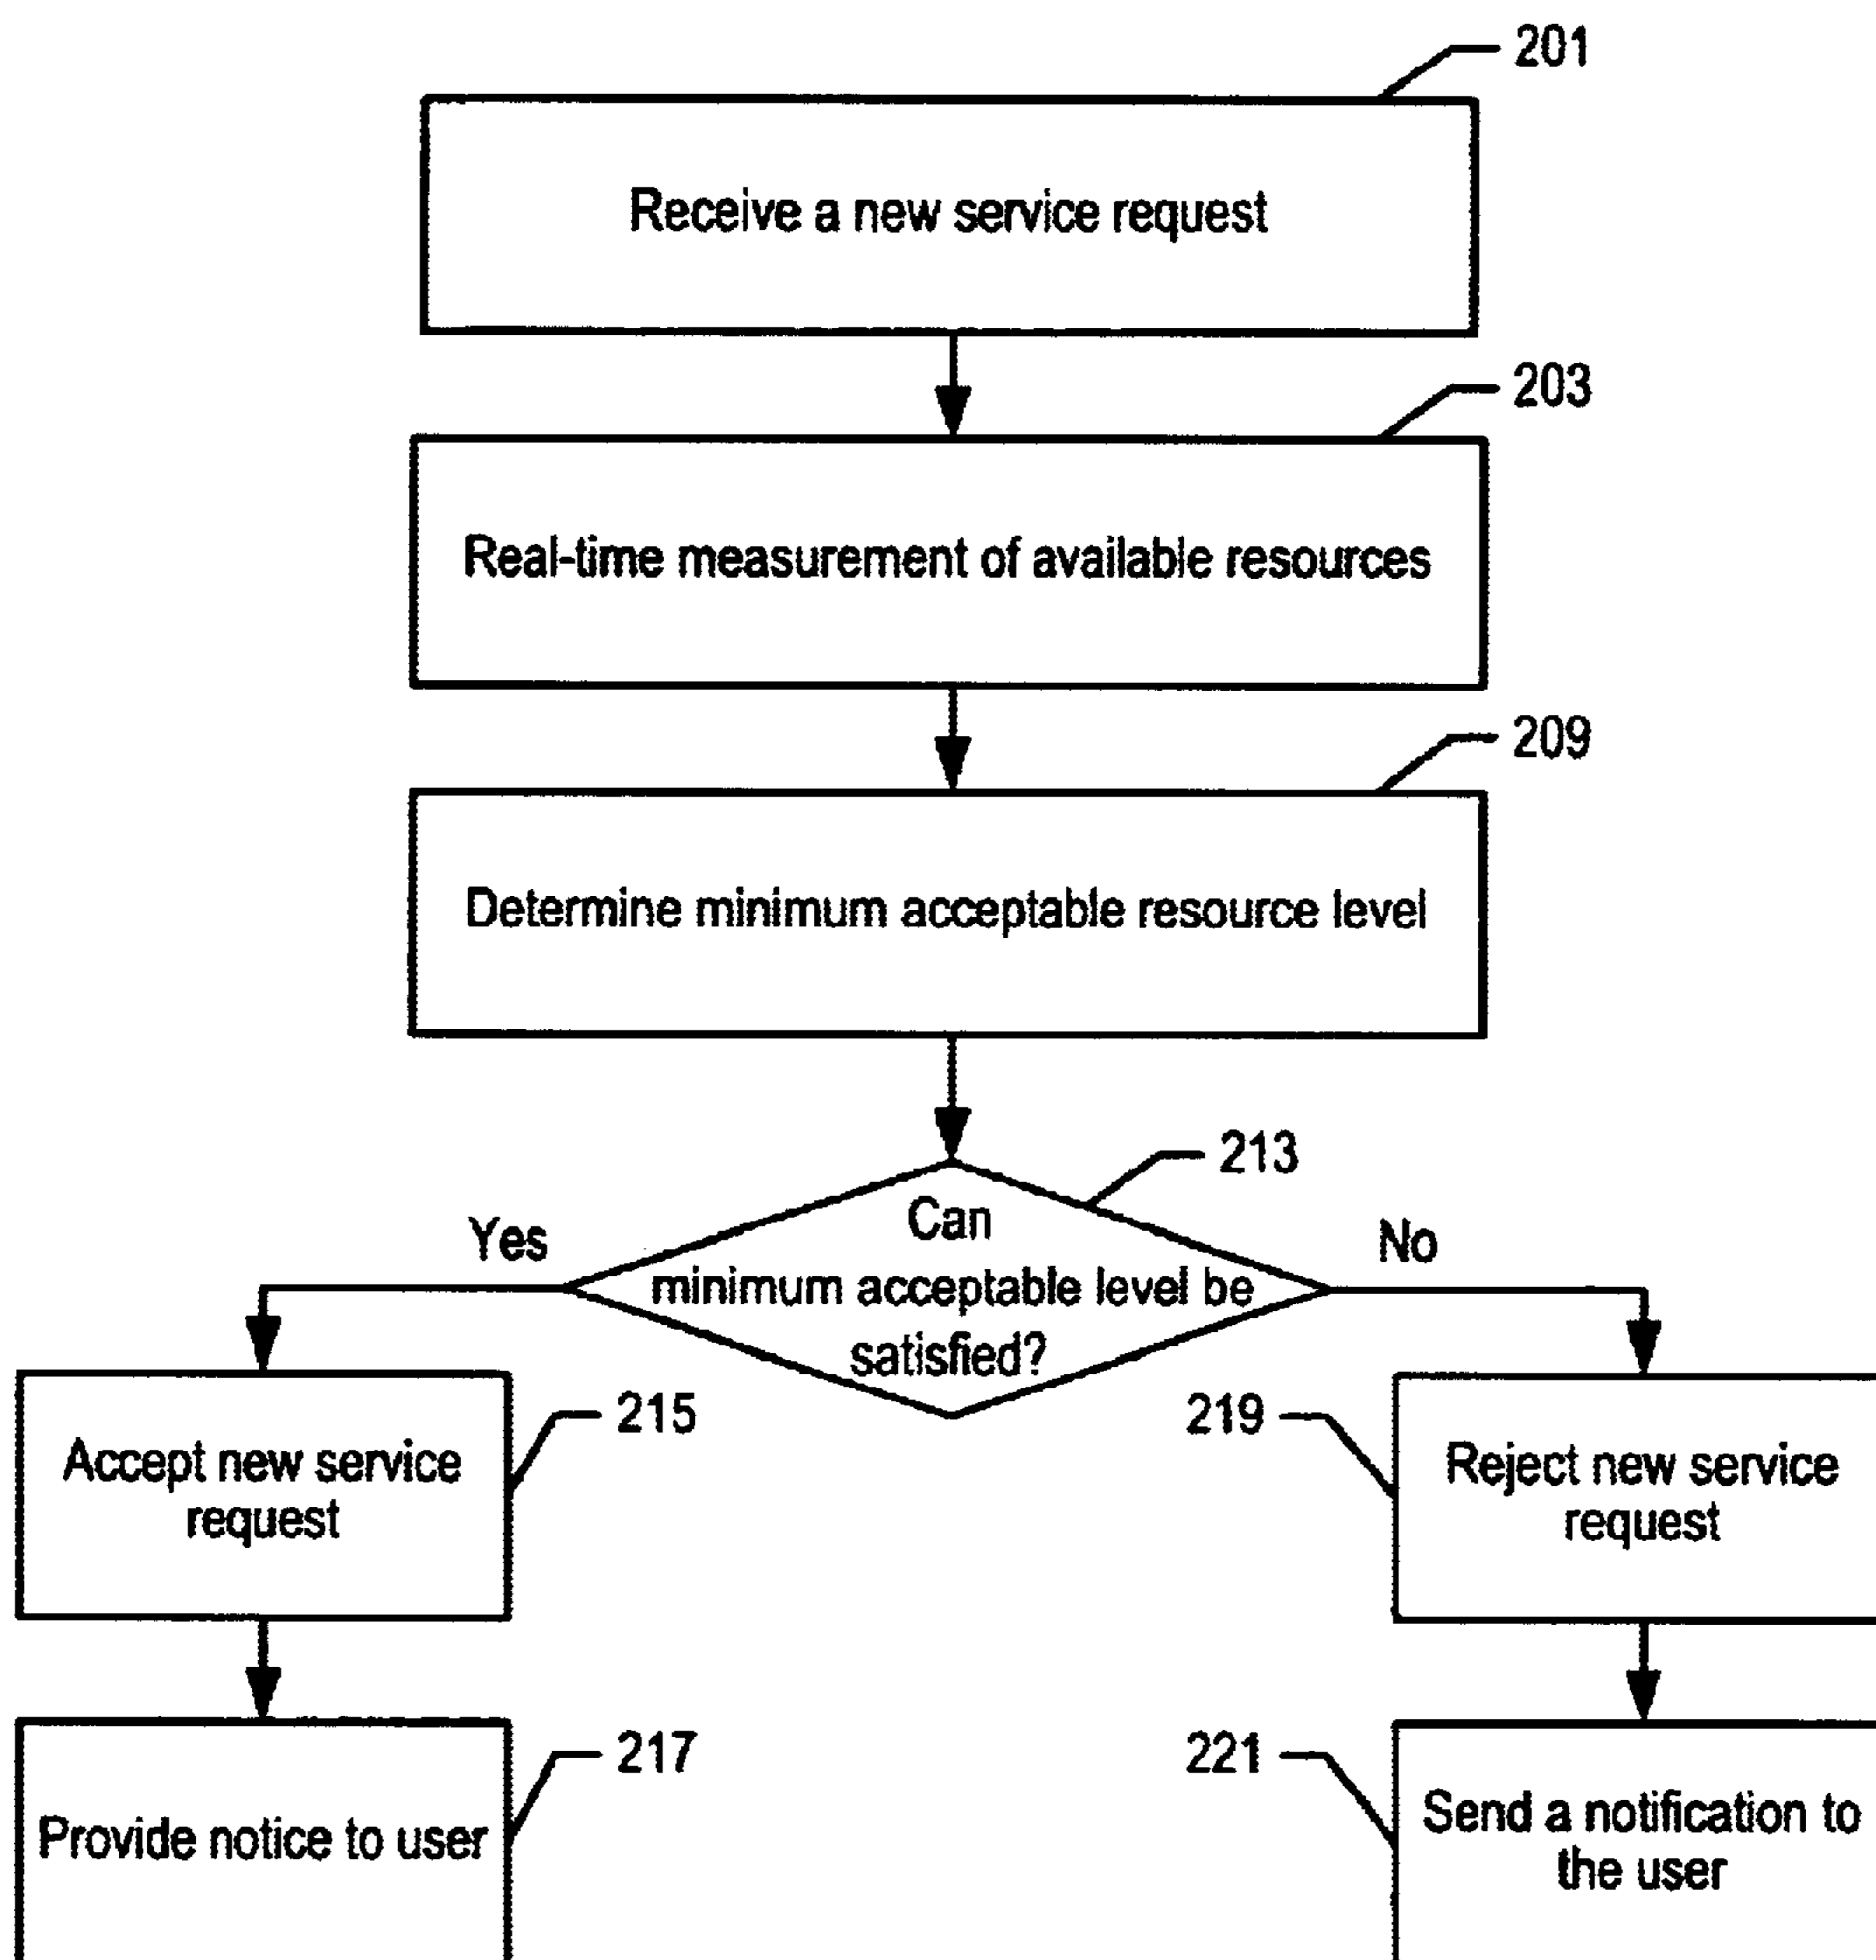 201
Receive a new service request
203
Real-time measurement of available resources
209
Determine minimum acceptable resource level
213
Yes
Can
No
minimum acceptable level be
satisfied?
215
219
Accept new service
request
Reject new service
request
217
221
Provide notice to user
Send a notification to
the user